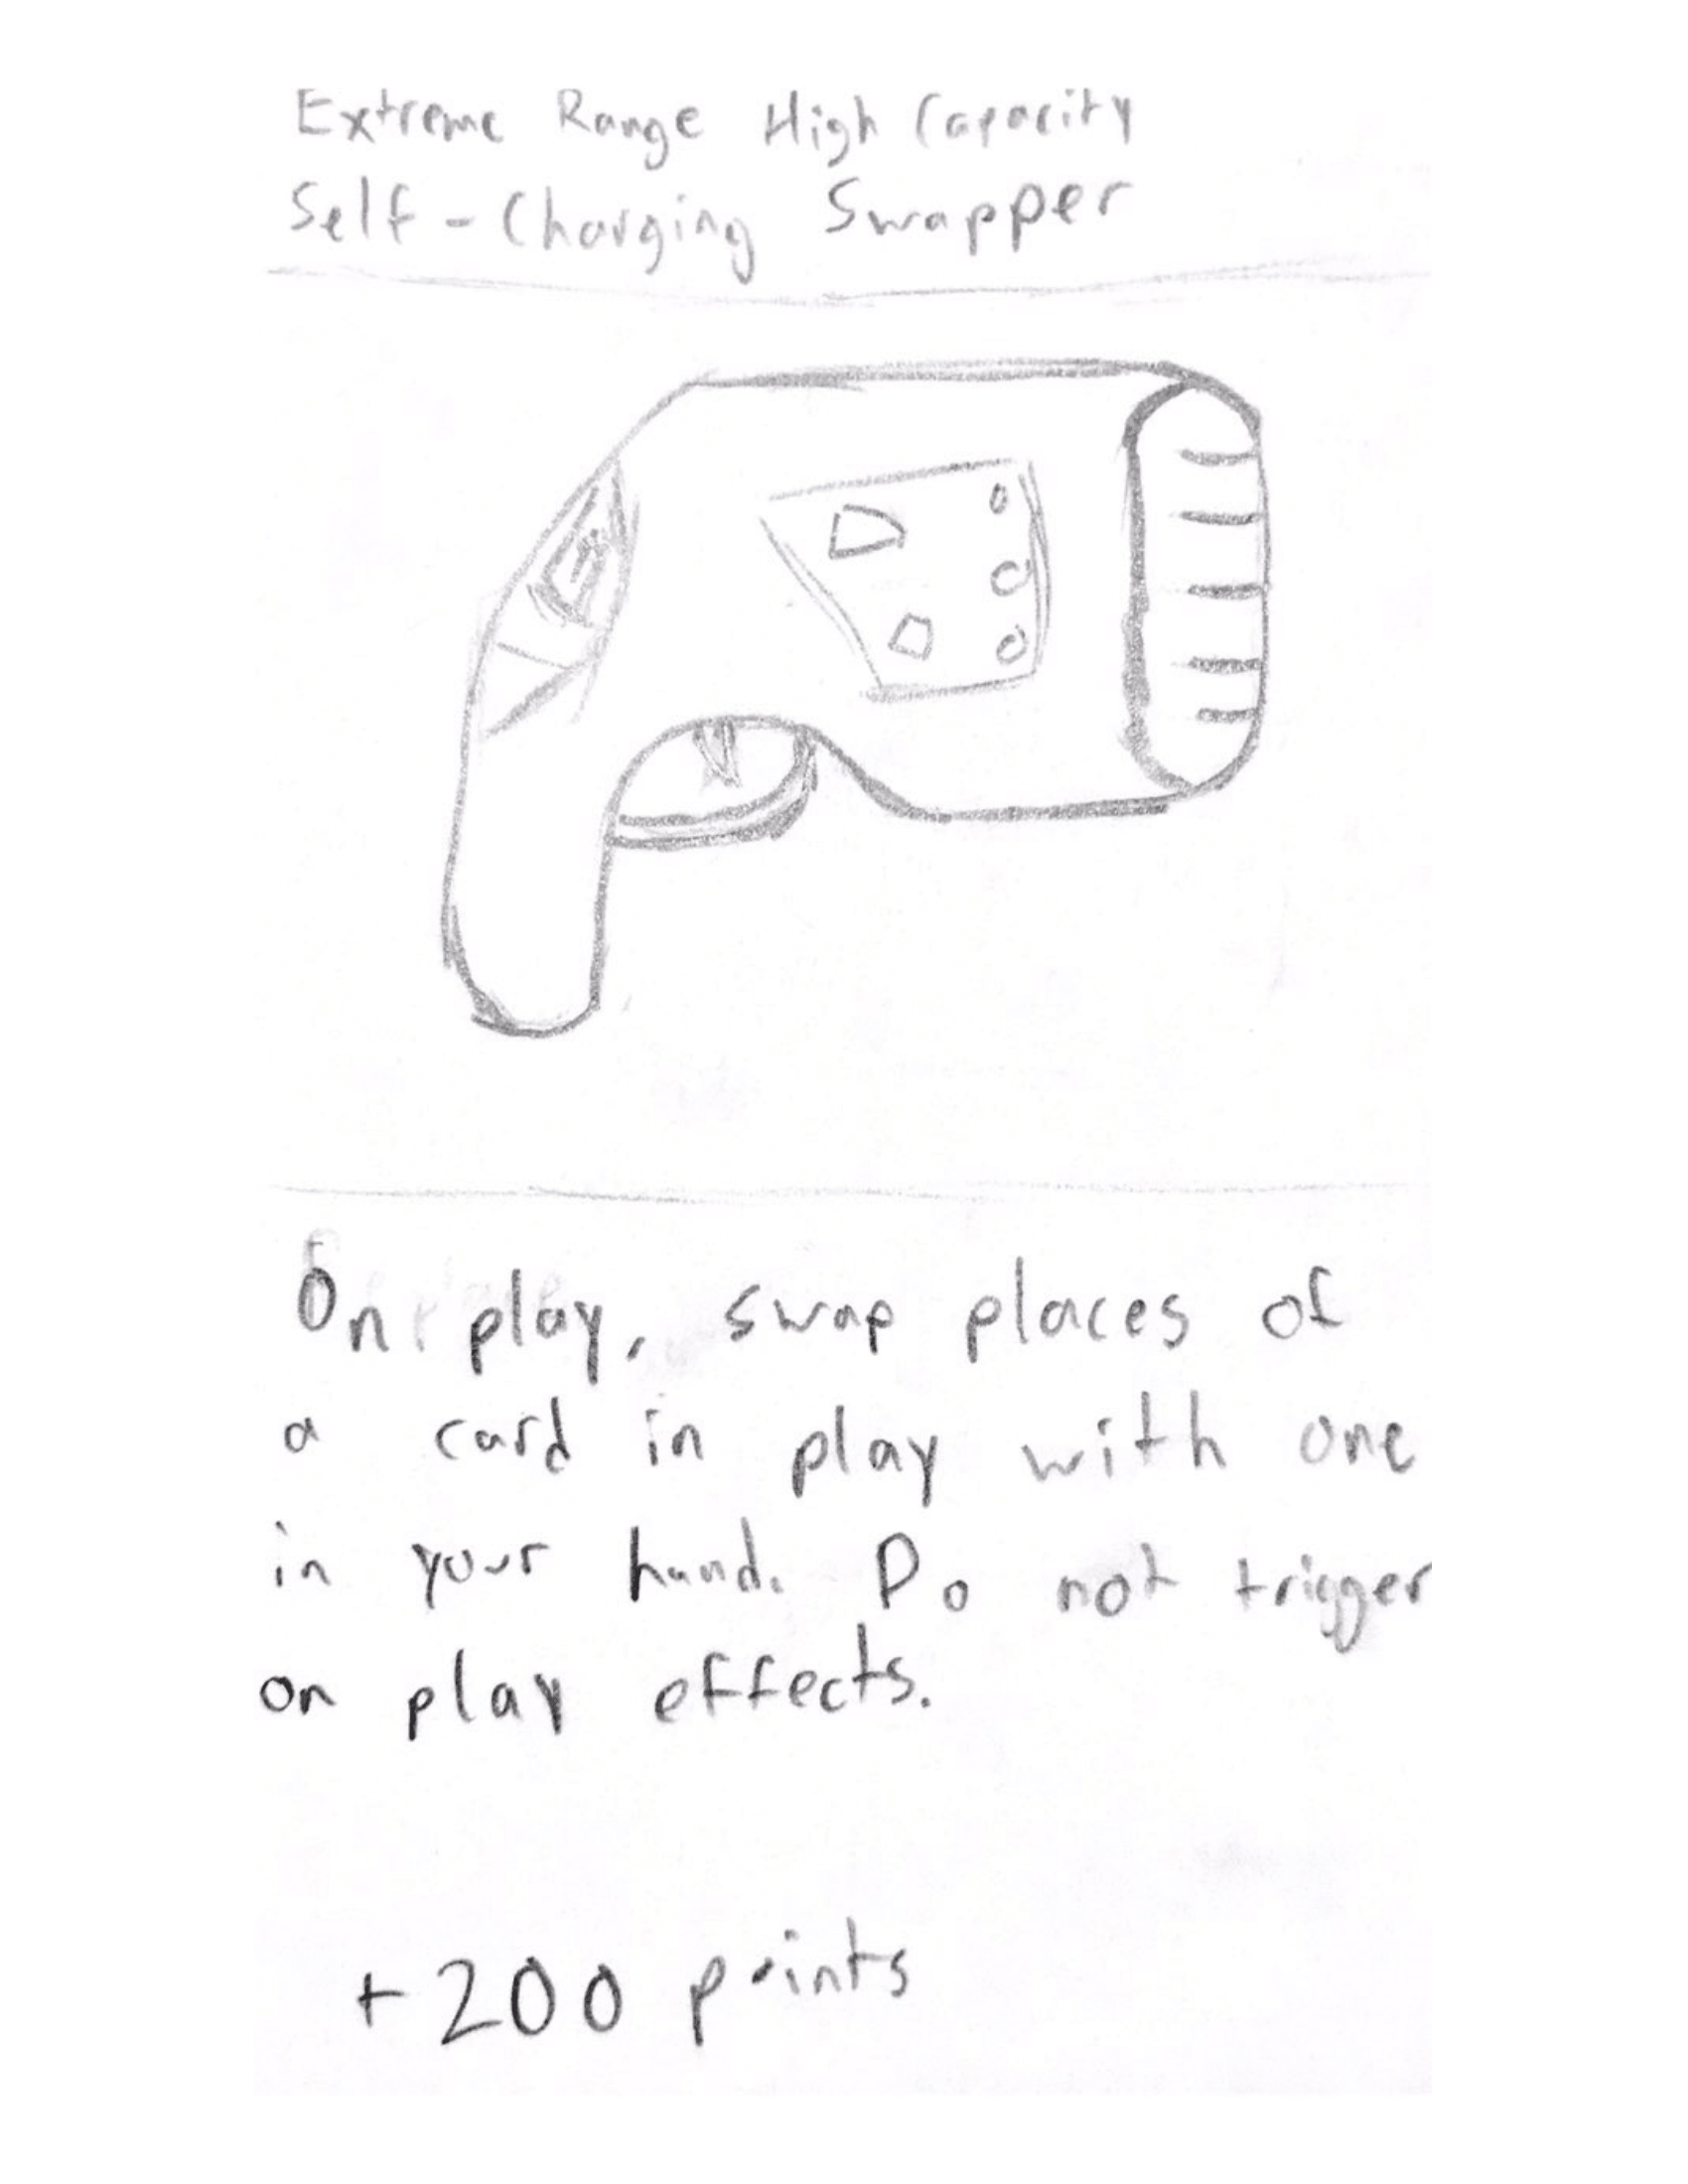 Extreme Range High Capacity
Self-Charging Swapper
On play, swap places of
a card in play with one
in your hand. Do not trigger
on play effects.
+200 points